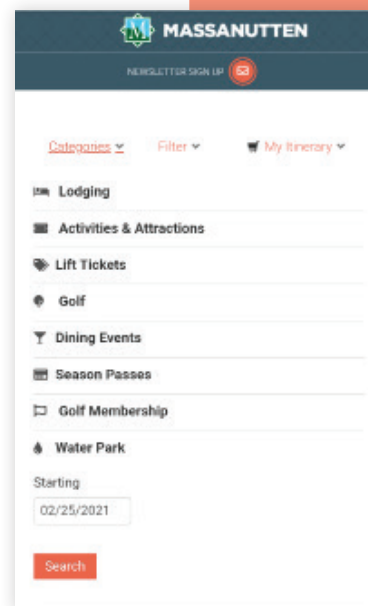 M MASSANUTTEN
NEWSLETTER SIGN UP
Categories Filter My Itinerary
Lodging
Activities & Attractions
Lift Tickets
Golf
Dining Events
Season Passes
Golf Membership
Water Park
Starting
02/25/2021
Search